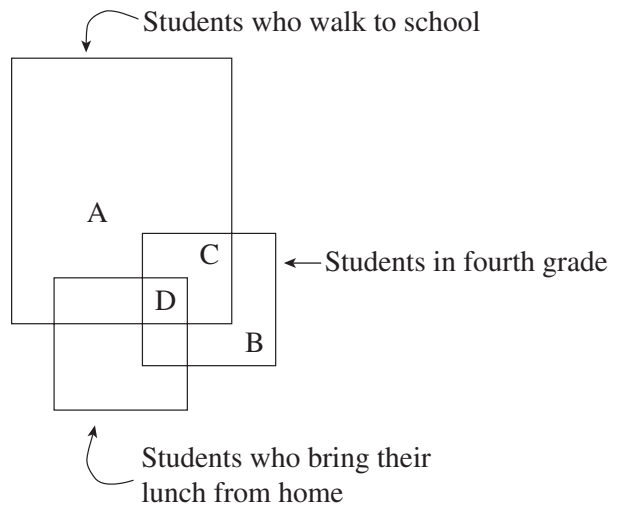 Students who walk to school
A
C
Students in fourth grade
D
B
Students who bring their
lunch from home